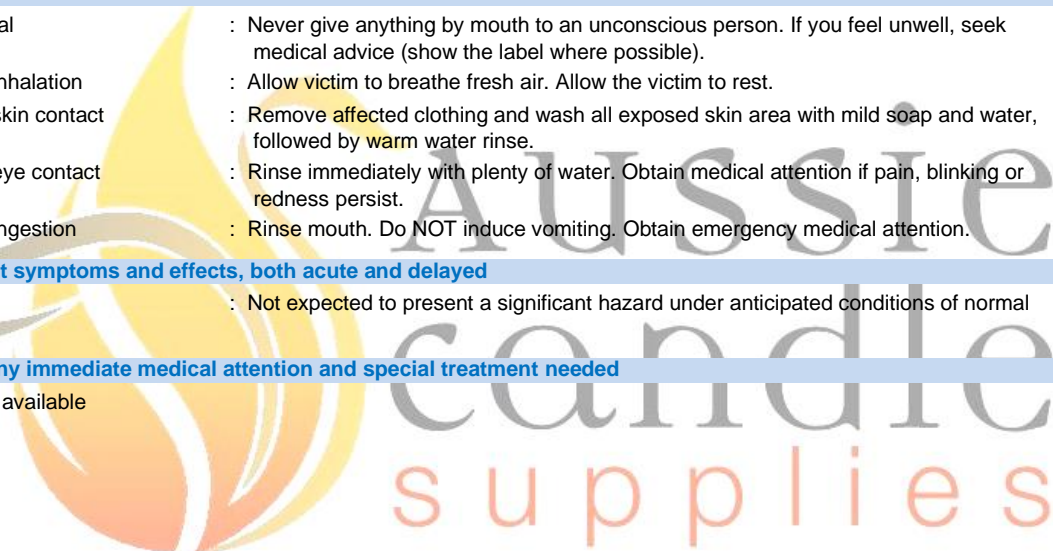 al : Never give anything by mouth to an unconscious person. If you feel unwell, seek
medical advice (show the label where possible).
nhalation : Allow victim to breathe fresh air. Allow the victim to rest.
skin contact : Remove affected clothing and wash all exposed skin area with mild soap and water,
followed by warm water rinse.
eye contact : Rinse immediately with plenty of water. Obtain medical attention if pain, blinking or
redness persist.
ngestion : Rinse mouth. Do NOT induce vomiting. Obtain emergency medical attention.
t symptoms and effects, both acute and delayed
: Not expected to present a significant hazard under anticipated conditions of normal
ny immediate medical attention and special treatment needed
available
Aussie
candle
supplies